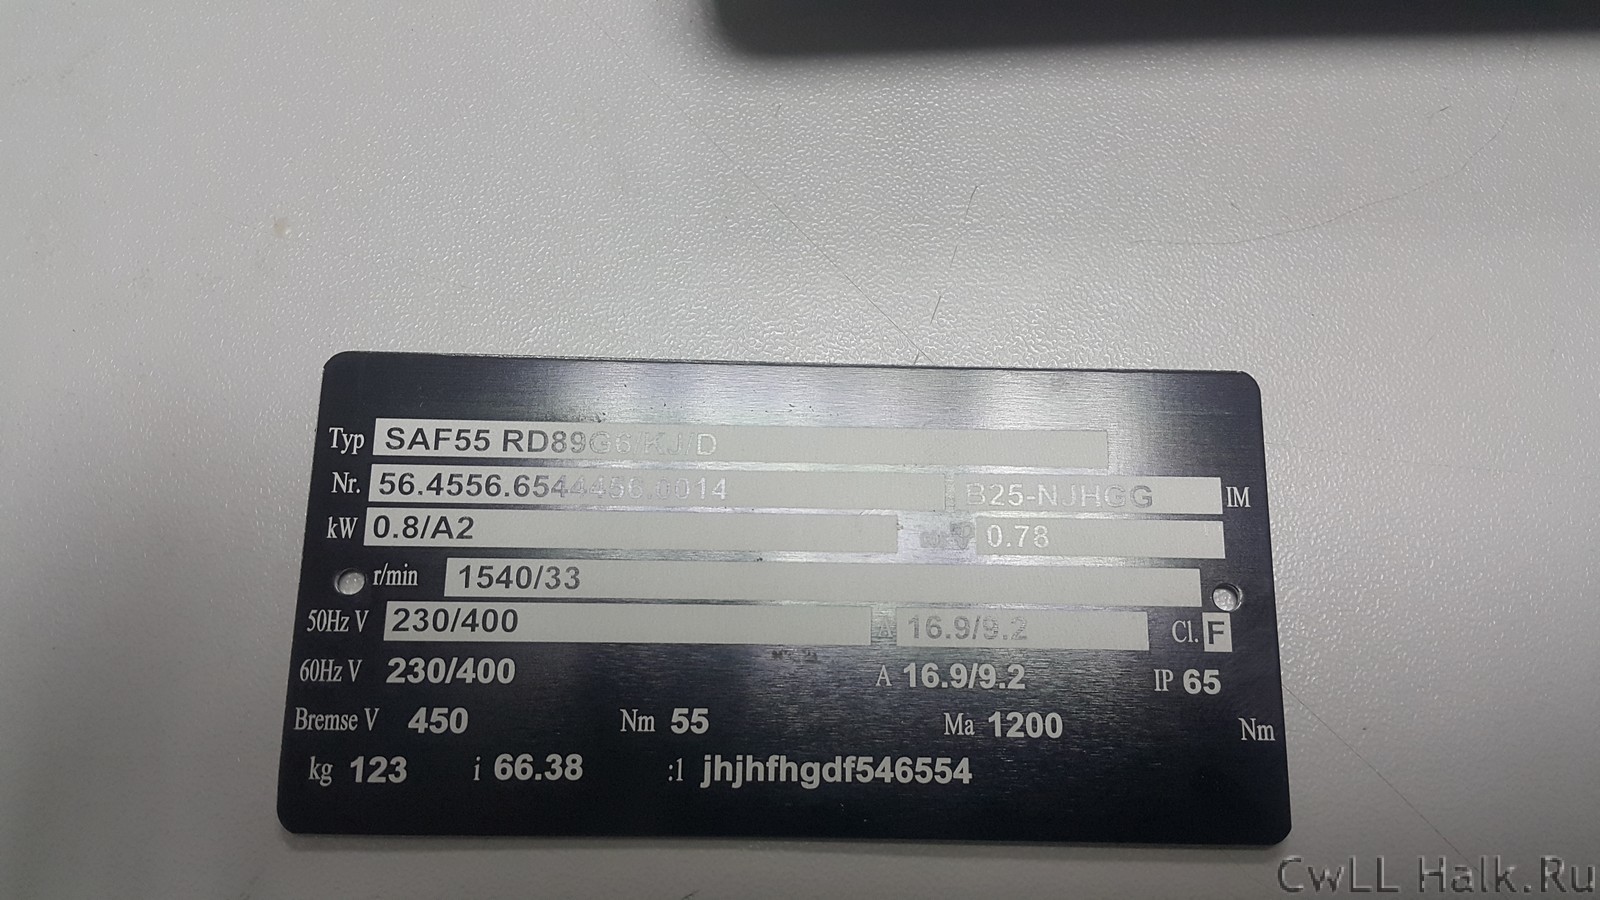 Typ SAF55 RD89G6/KJ/D
Nr. 56.4556.6544456.0014 B25-NJHGG IM
kW 0.8/A2 0.78
r/min 1540/33
50Hz V 230/400 A 16.9/9.2 Cl. F
60Hz V 230/400 A 16.9/9.2 IP 65
Bremse V 450 Nm 55 Ma 1200 Nm
kg 123 i 66.38 :1 jhjhfhgdf546554
CwLL Halk.Ru